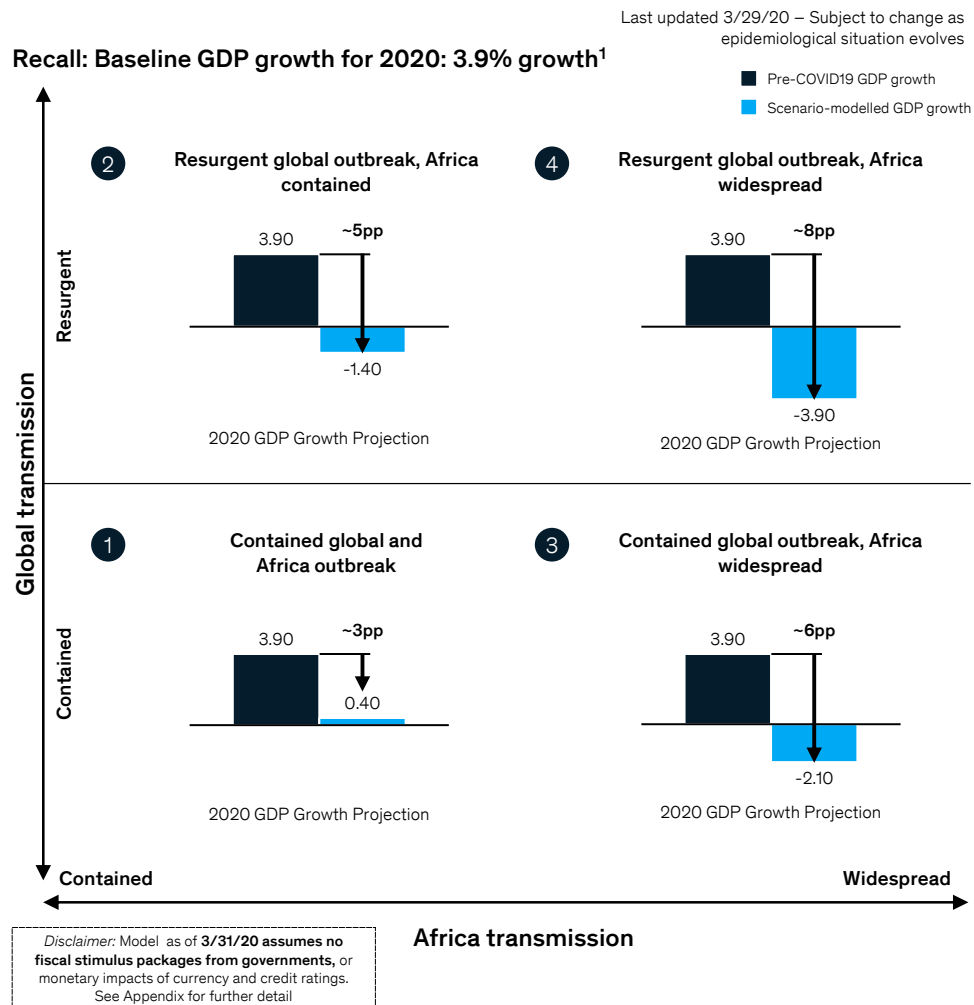 Last updated 3/29/20 – Subject to change as
epidemiological situation evolves
Recall: Baseline GDP growth for 2020: 3.9% growth¹
Pre-COVID19 GDP growth
Scenario-modelled GDP growth
Global transmission
Resurgent
2
Resurgent global outbreak, Africa
contained
3.90
~5pp
-1.40
2020 GDP Growth Projection
4
Resurgent global outbreak, Africa
widespread
3.90
~8pp
-3.90
2020 GDP Growth Projection
Contained
1
Contained global and
Africa outbreak
3.90
~3pp
0.40
2020 GDP Growth Projection
3
Contained global outbreak, Africa
widespread
3.90
~6pp
-2.10
2020 GDP Growth Projection
Contained
Widespread
Africa transmission
Disclaimer: Model as of 3/31/20 assumes no
fiscal stimulus packages from governments, or
monetary impacts of currency and credit ratings.
See Appendix for further detail